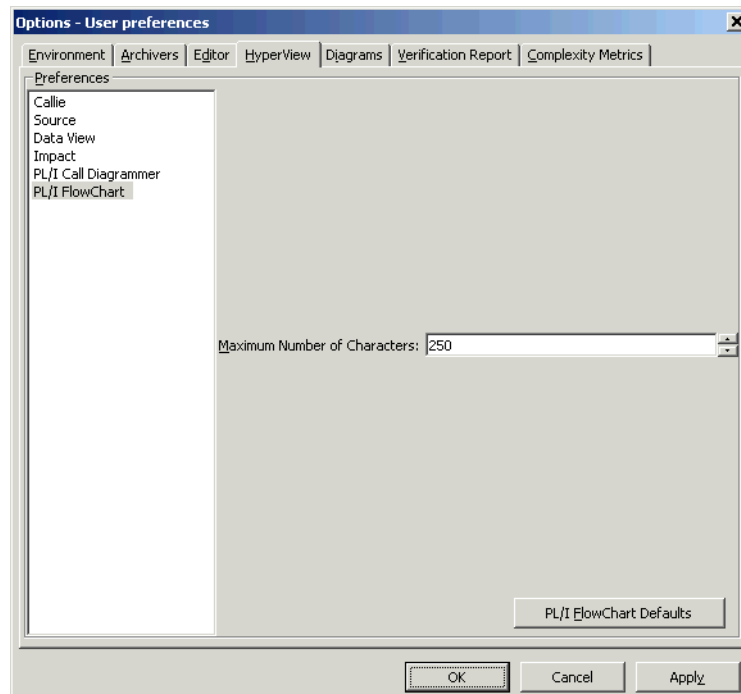 Options - User preferences
Environment Archivers Editor HyperView Diagrams Verification Report Complexity Metrics
Preferences
Callie
Source
Data View
Impact
PL/I Call Diagrammer
PL/I FlowChart
Maximum Number of Characters: 250
PL/I FlowChart Defaults
OK Cancel Apply